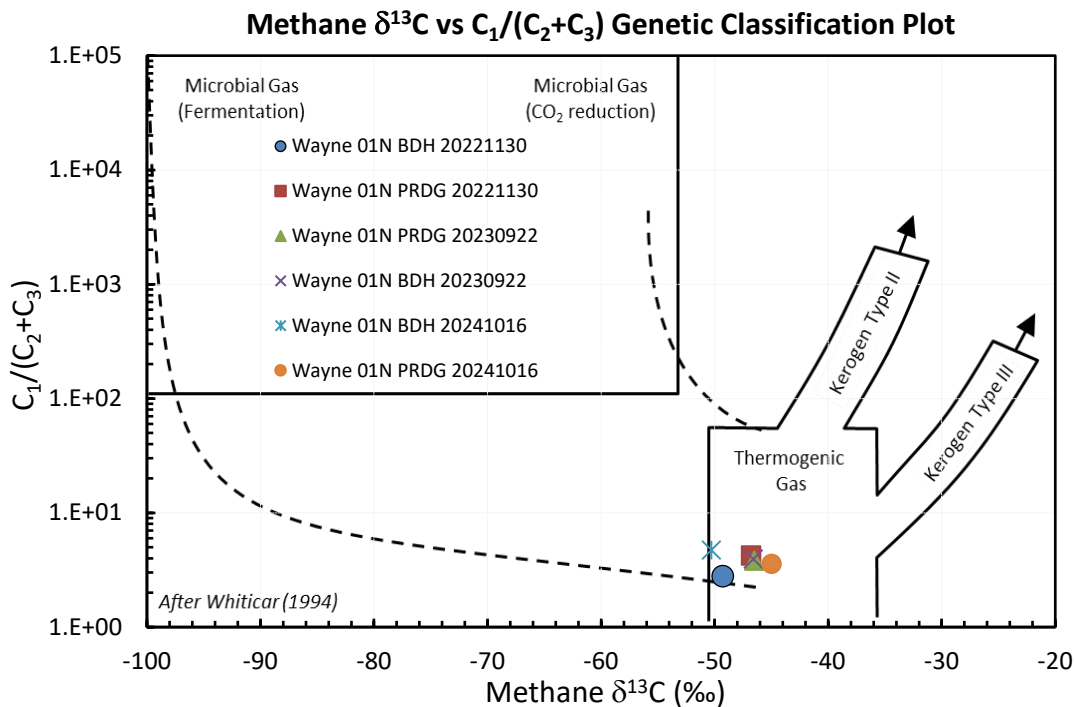 Methane δ¹³C vs C₁/(C₂+C₃) Genetic Classification Plot
1.E+05
1.E+04
1.E+03
1.E+02
1.E+01
1.E+00
C₁/(C₂+C₃)
Microbial Gas
(Fermentation)
Microbial Gas
(CO₂ reduction)
Wayne 01N BDH 20221130
Wayne 01N PRDG 20221130
Wayne 01N PRDG 20230922
Wayne 01N BDH 20230922
Wayne 01N BDH 20241016
Wayne 01N PRDG 20241016
Kerogen Type II
Kerogen Type III
Thermogenic
Gas
After Whiticar (1994)
-100 -90 -80 -70 -60 -50 -40 -30 -20
Methane δ¹³C (‰)